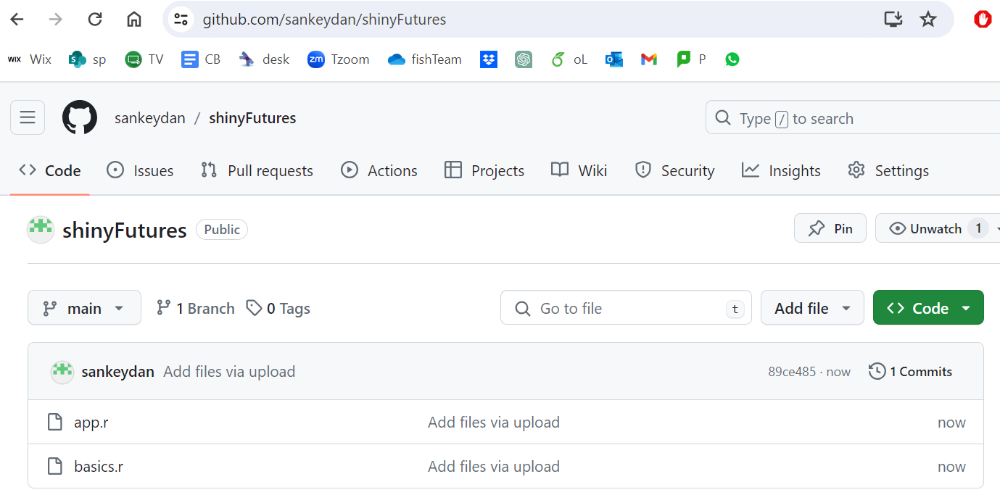 github.com/sankeydan/shinyFutures
WIX Wix S sp TV CB desk zm Tzoom fishTeam oL P
sankeydan / shinyFutures Type / to search
Code Issues Pull requests Actions Projects Wiki Security Insights Settings
shinyFutures Public Pin Unwatch 1
main 1 Branch 0 Tags Go to file t Add file Code
sankeydan Add files via upload 89ce485 · now 1 Commits
app.r Add files via upload now
basics.r Add files via upload now